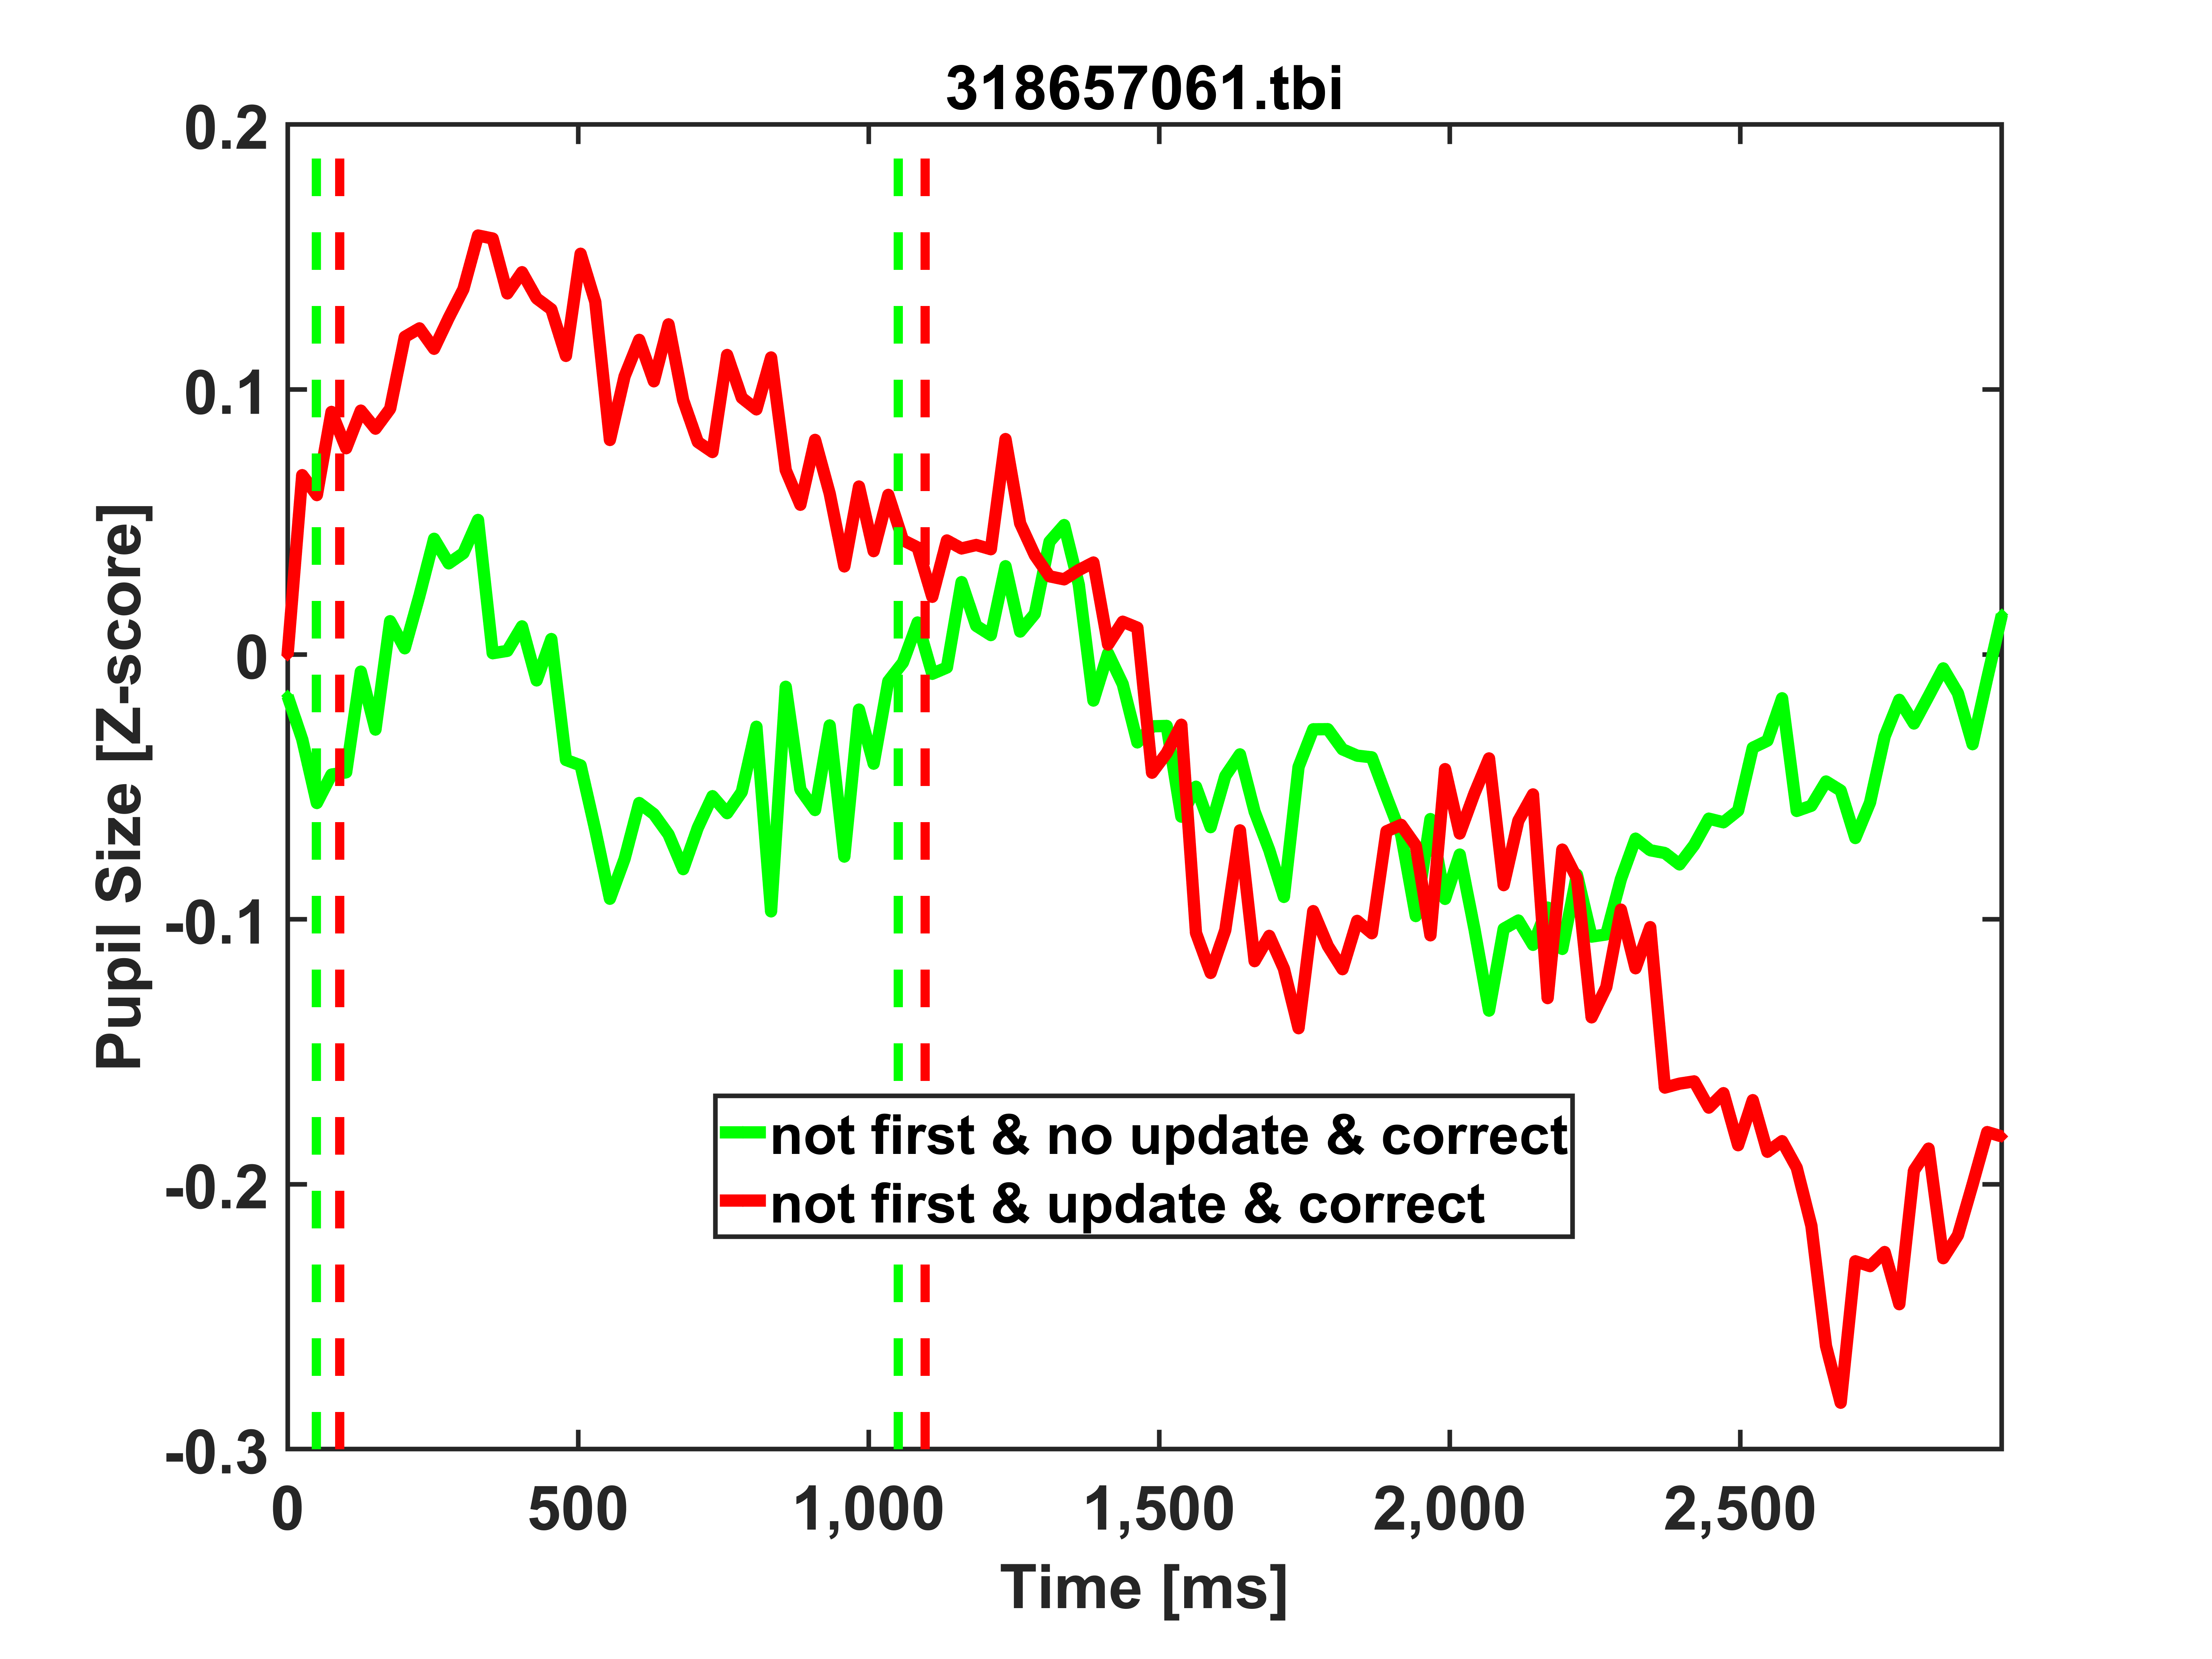 318657061.tbi
0.2
0.1
0
-0.1
-0.2
-0.3
Pupil Size [Z-score]
not first & no update & correct
not first & update & correct
0 500 1,000 1,500 2,000 2,500
Time [ms]